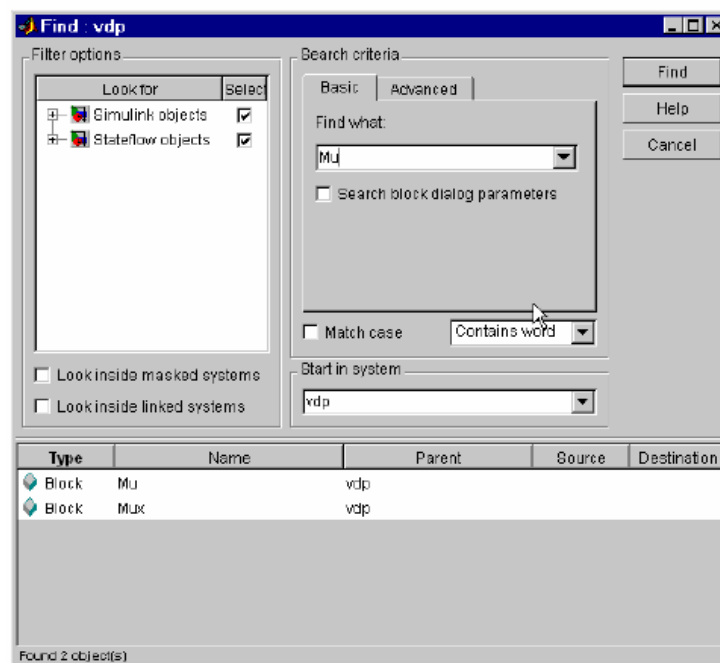 Find : vdp
Filter options
Look for Select
Simulink objects
Stateflow objects
Look inside masked systems
Look inside linked systems
Search criteria
Basic Advanced
Find what:
Mu
Search block dialog parameters
Match case Contains word
Start in system
vdp
Find
Help
Cancel
Type Name Parent Source Destination
Block Mu vdp
Block Mux vdp
Found 2 object(s)